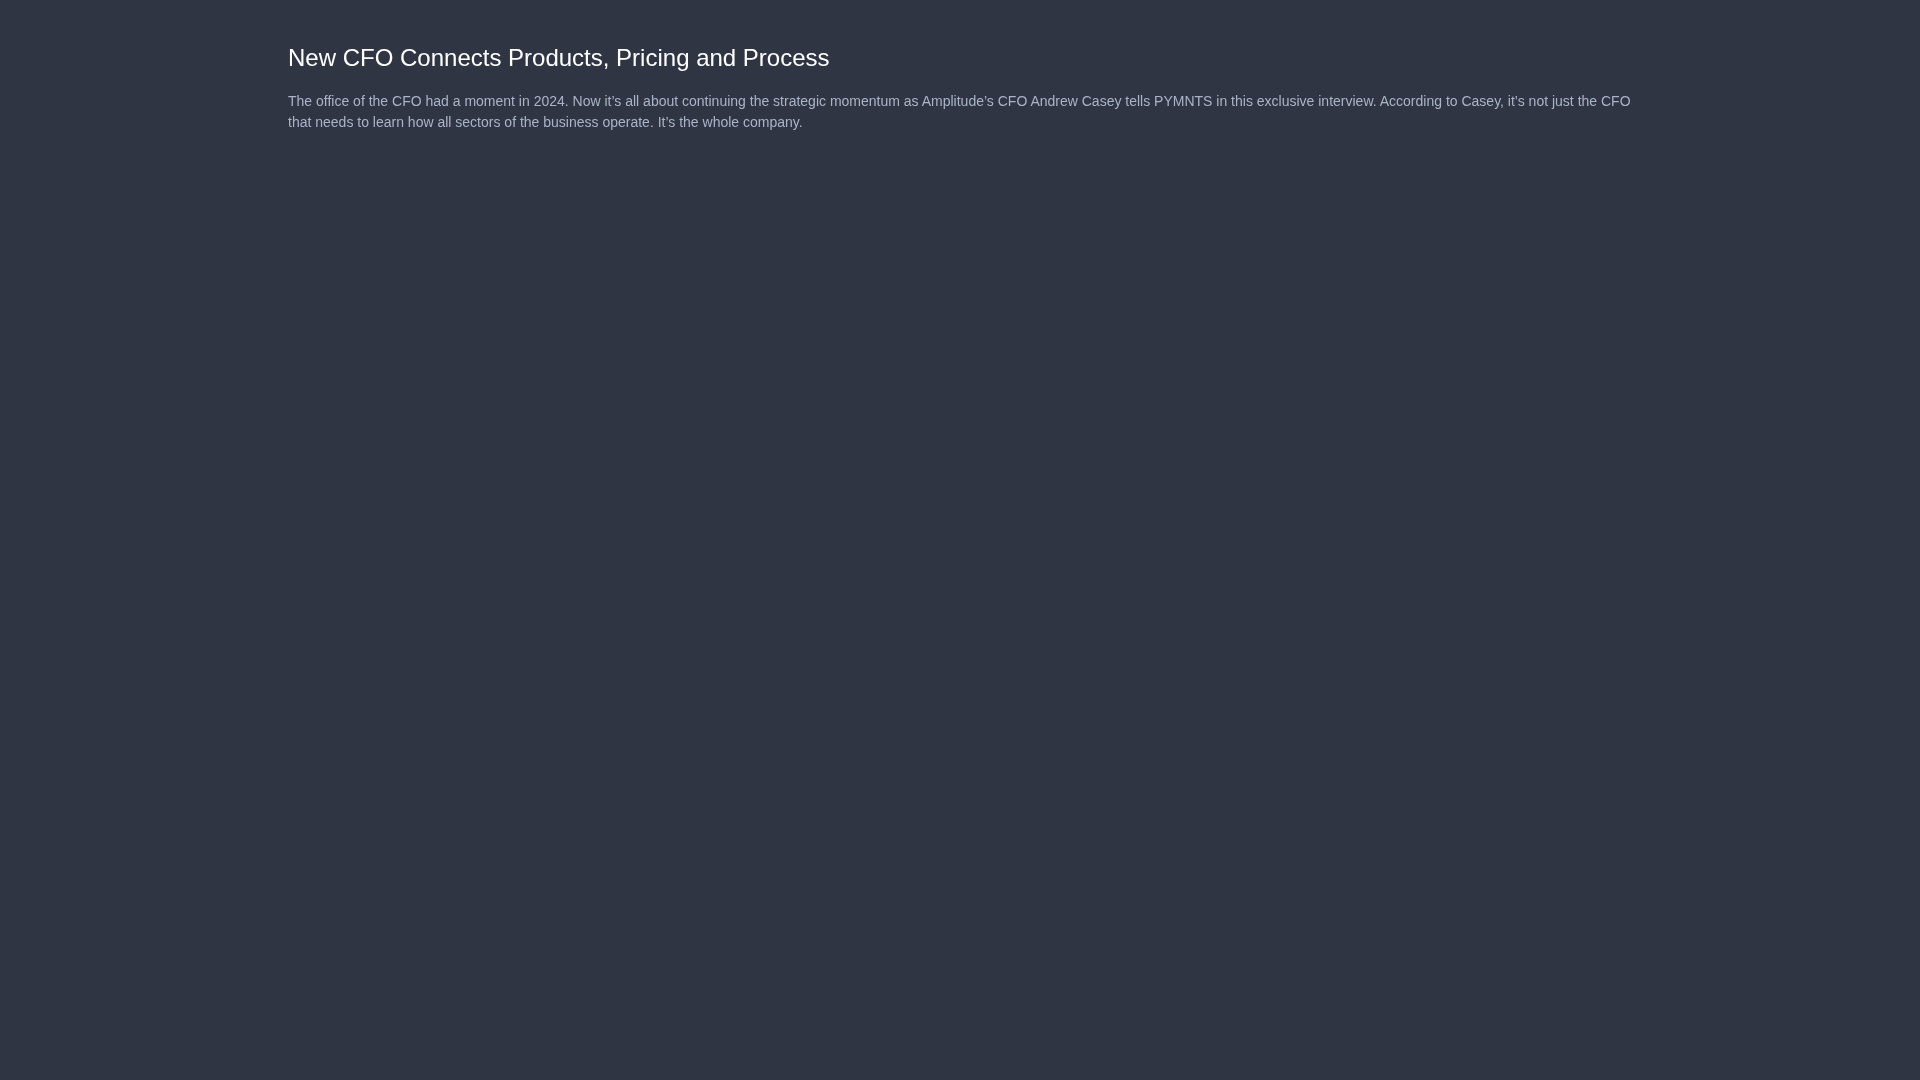 New CFO Connects Products, Pricing and Process
The office of the CFO had a moment in 2024. Now it’s all about continuing the strategic momentum as Amplitude’s CFO Andrew Casey tells PYMNTS in this exclusive interview. According to Casey, it’s not just the CFO
that needs to learn how all sectors of the business operate. It’s the whole company.